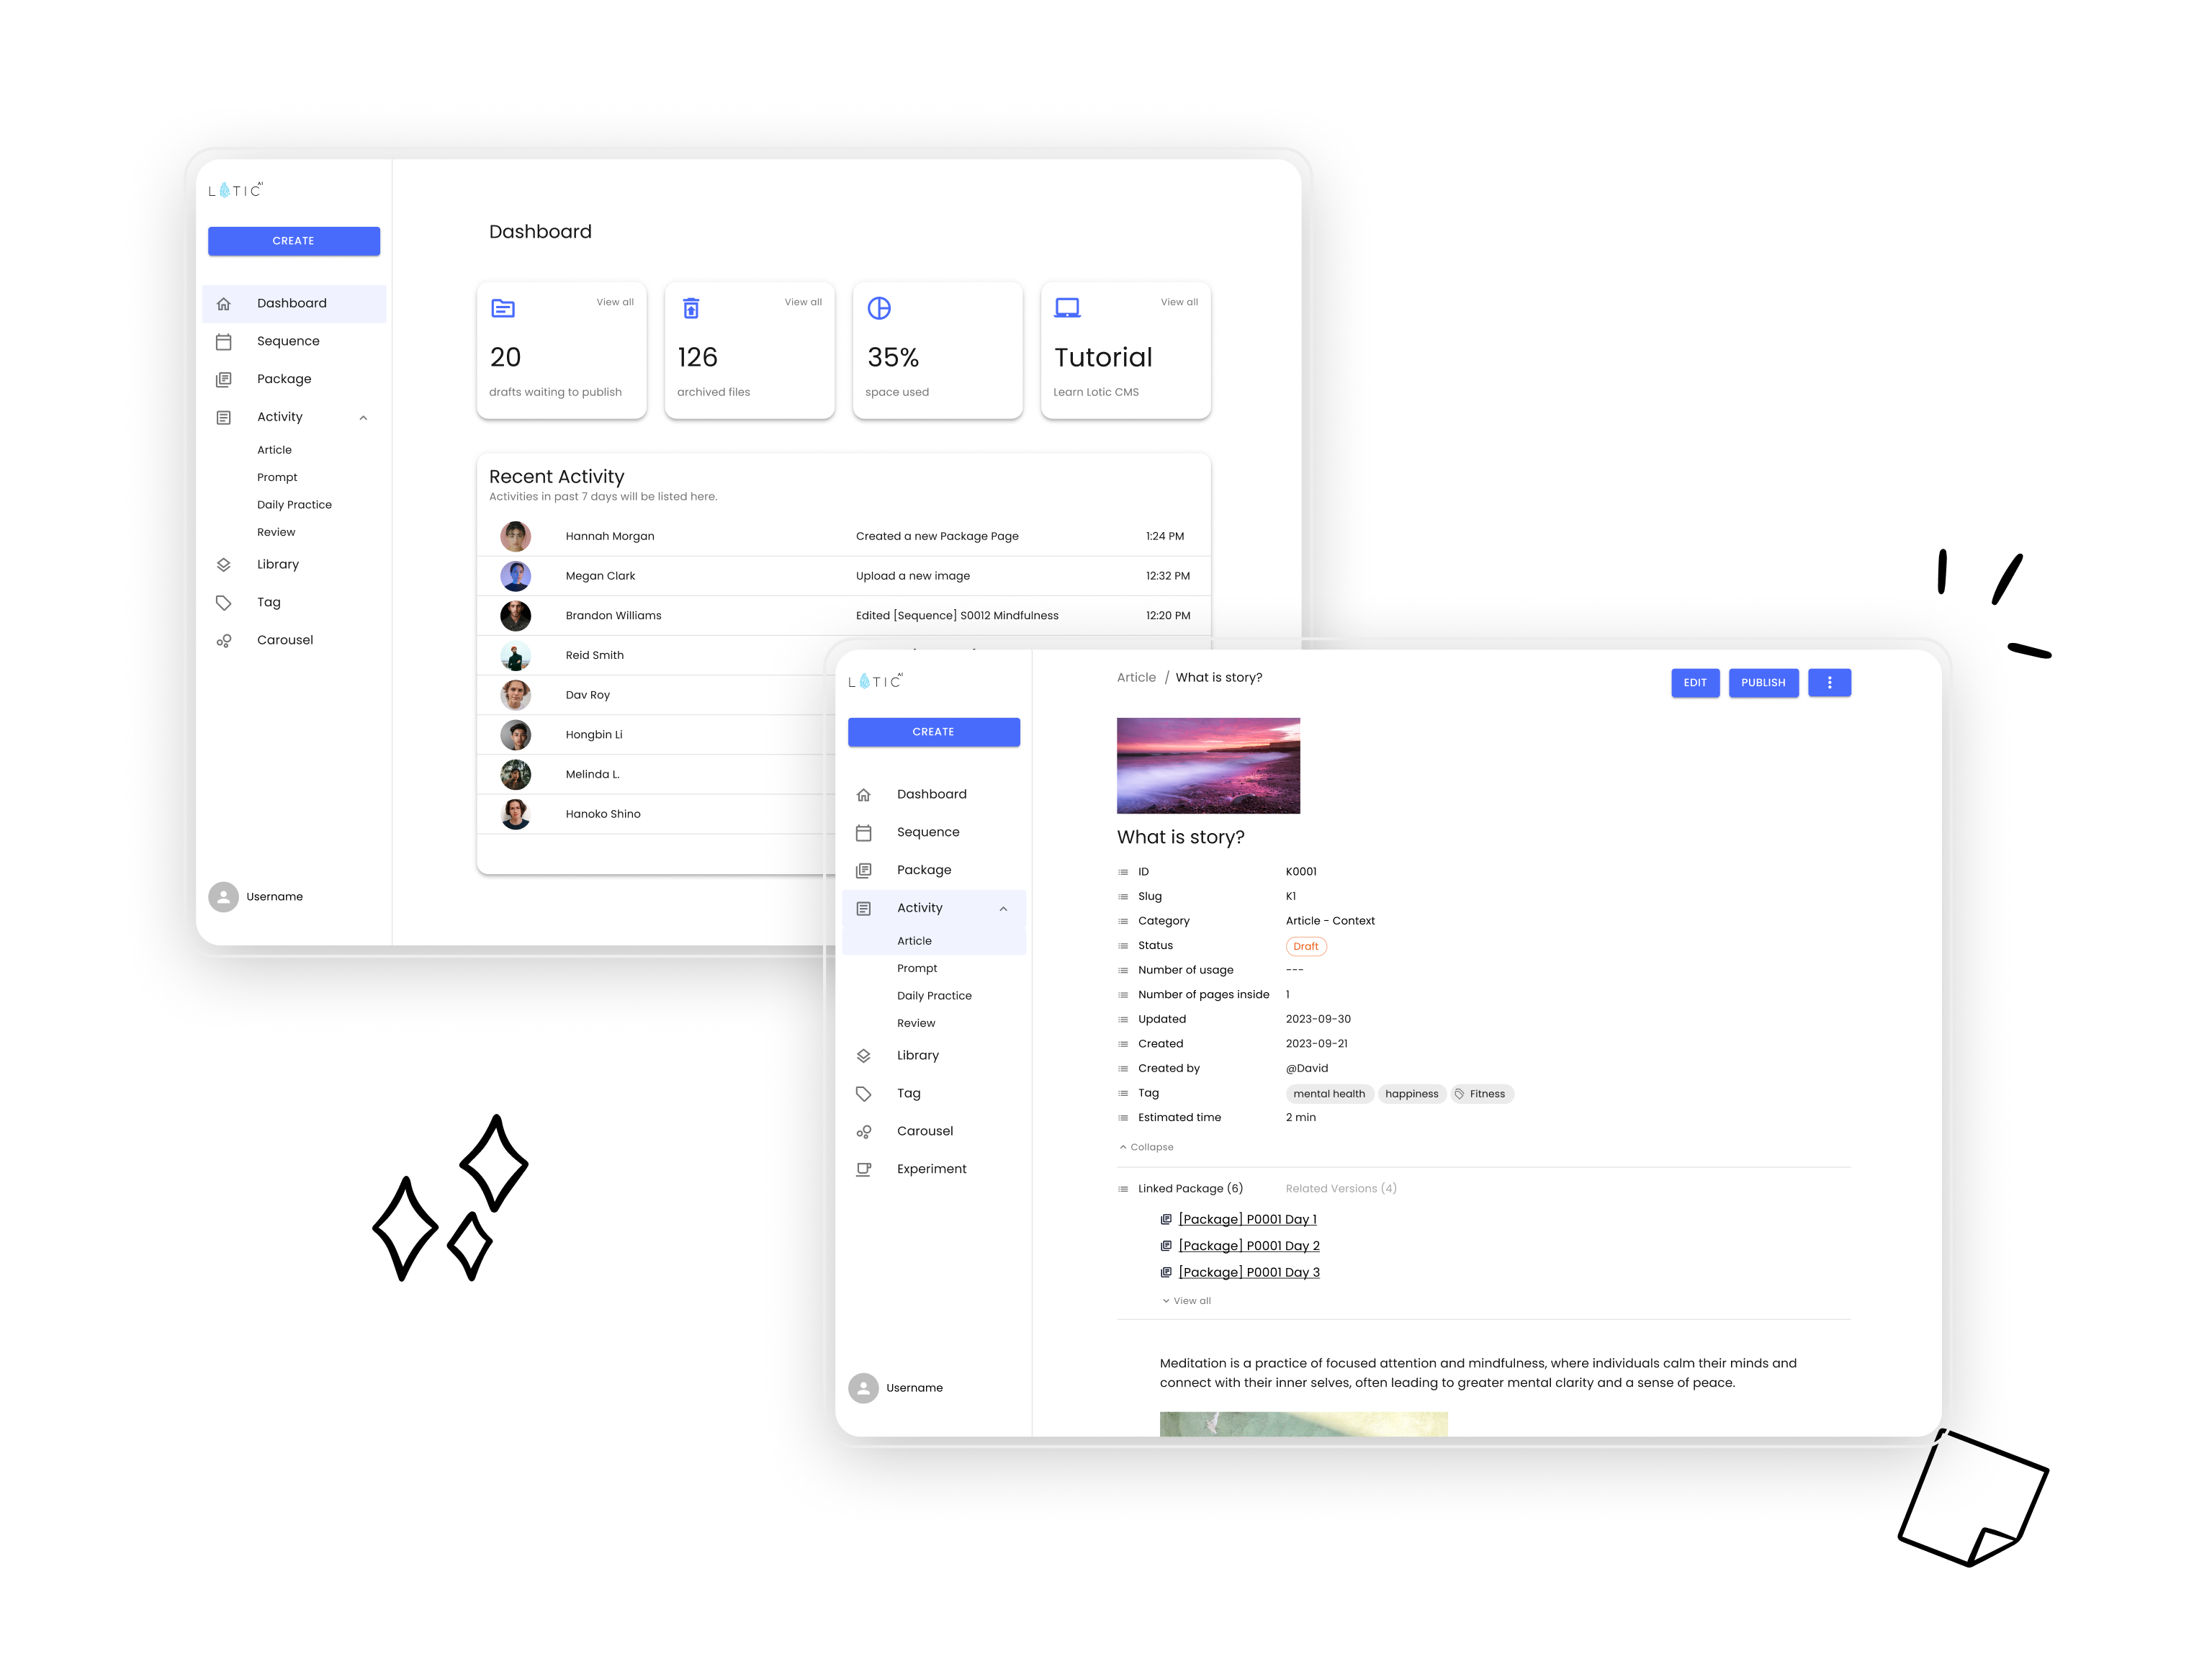 LOTIC AI
CREATE
Dashboard
Sequence
Package
Activity
Article
Prompt
Daily Practice
Review
Library
Tag
Carousel
Username
Dashboard
View all
20
drafts waiting to publish
View all
126
archived files
35%
space used
View all
Tutorial
Learn Lotic CMS
Recent Activity
Activities in past 7 days will be listed here.
Hannah Morgan Created a new Package Page 1:24 PM
Megan Clark Upload a new image 12:32 PM
Brandon Williams Edited [Sequence] S0012 Mindfulness 12:20 PM
Reid Smith
Dav Roy
Hongbin Li
Melinda L.
Hanoko Shino
LOTIC AI
CREATE
Dashboard
Sequence
Package
Activity
Article
Prompt
Daily Practice
Review
Library
Tag
Carousel
Experiment
Username
Article / What is story?
EDIT PUBLISH
What is story?
ID K0001
Slug K1
Category Article - Context
Status Draft
Number of usage ---
Number of pages inside 1
Updated 2023-09-30
Created 2023-09-21
Created by @David
Tag mental health happiness Fitness
Estimated time 2 min
Collapse
Linked Package (6) Related Versions (4)
[Package] P0001 Day 1
[Package] P0001 Day 2
[Package] P0001 Day 3
View all
Meditation is a practice of focused attention and mindfulness, where individuals calm their minds and
connect with their inner selves, often leading to greater mental clarity and a sense of peace.